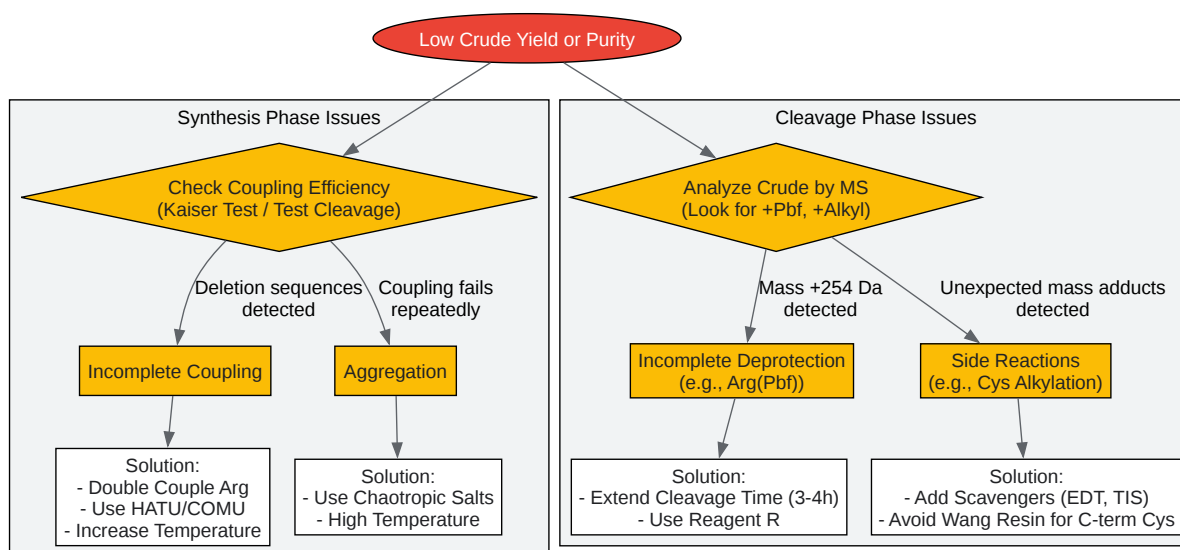 Low Crude Yield or Purity
Synthesis Phase Issues
Cleavage Phase Issues
Check Coupling Efficiency
(Kaiser Test / Test Cleavage)
Analyze Crude by MS
(Look for +Pbf, +Alkyl)
Deletion sequences
detected
Coupling fails
repeatedly
Mass +254 Da
detected
Unexpected mass adducts
detected
Incomplete Coupling
Aggregation
Incomplete Deprotection
(e.g., Arg(Pbf))
Side Reactions
(e.g., Cys Alkylation)
Solution:
- Double Couple Arg
- Use HATU/COMU
- Increase Temperature
Solution:
- Use Chaotropic Salts
- High Temperature
Solution:
- Extend Cleavage Time (3-4h)
- Use Reagent R
Solution:
- Add Scavengers (EDT, TIS)
- Avoid Wang Resin for C-term Cys